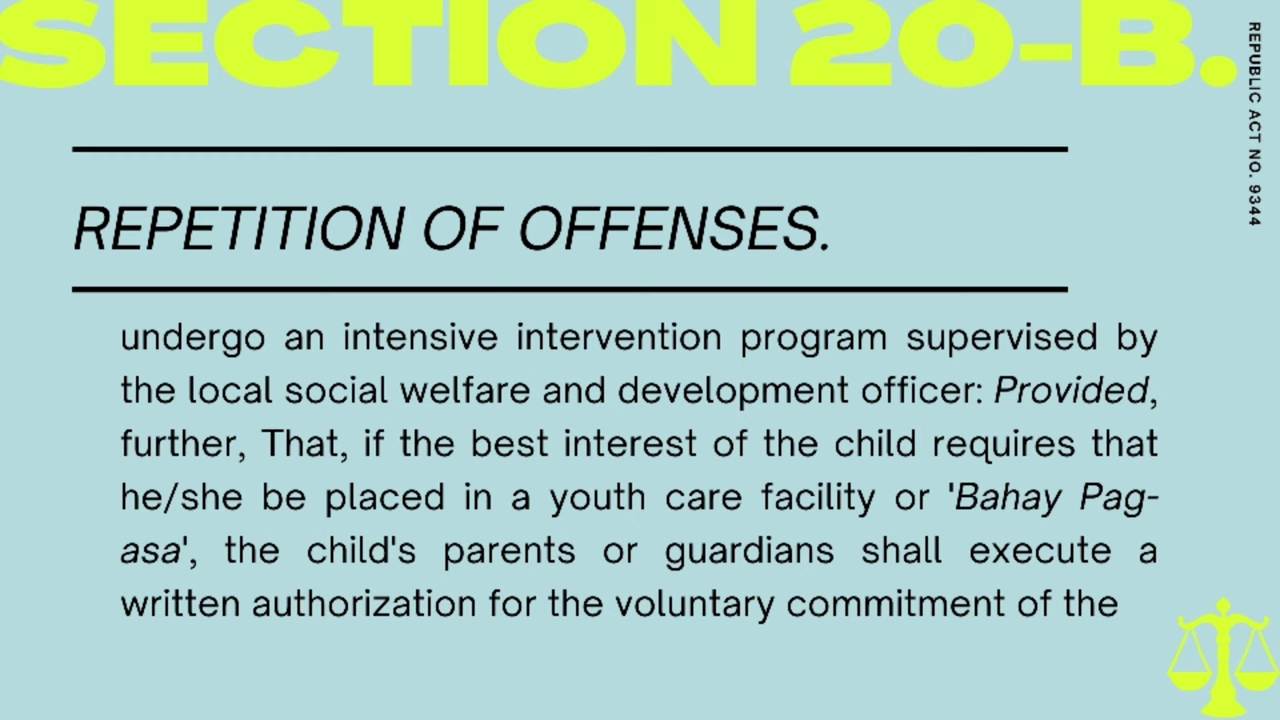 SECTION 20-B.
REPUBLIC ACT NO. 9344
REPETITION OF OFFENSES.
undergo an intensive intervention program supervised by
the local social welfare and development officer: Provided,
further, That, if the best interest of the child requires that
he/she be placed in a youth care facility or 'Bahay Pag-
asa', the child's parents or guardians shall execute a
written authorization for the voluntary commitment of the